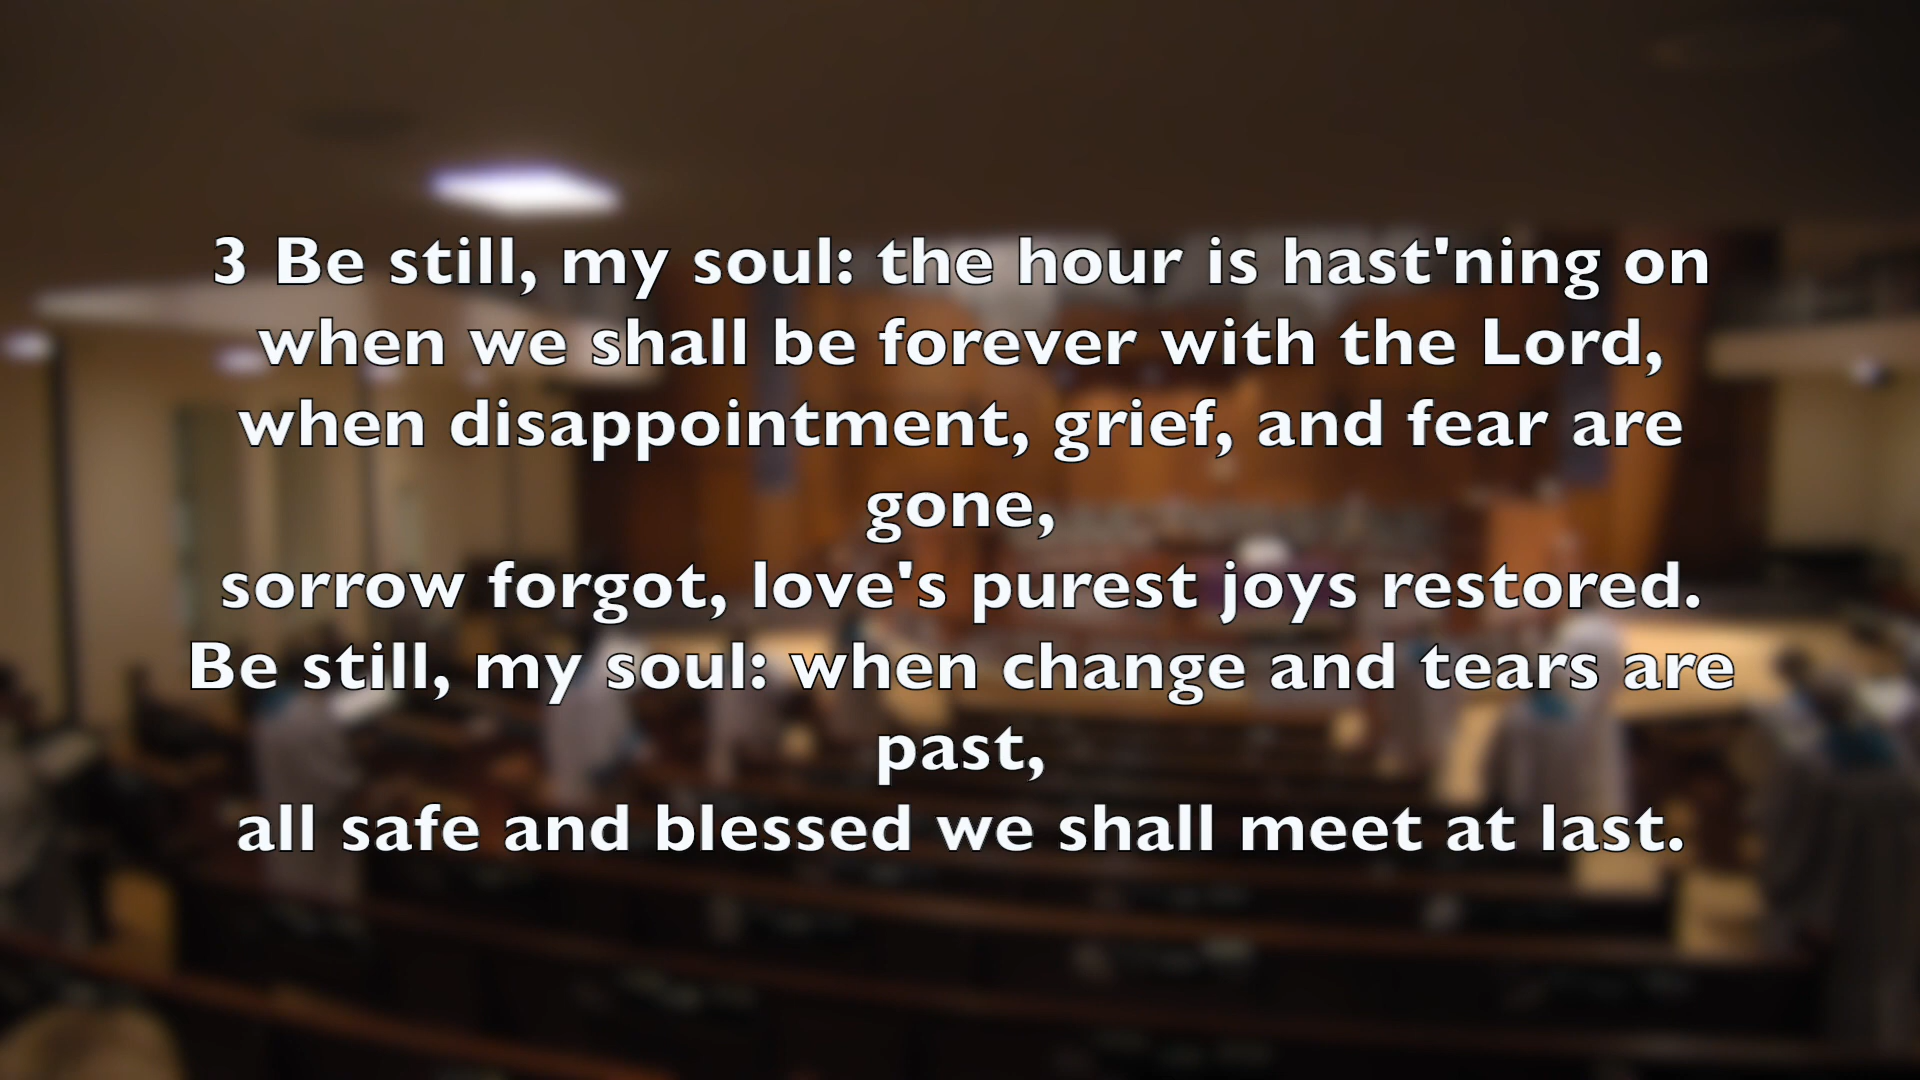 3 Be still, my soul: the hour is hast'ning on
when we shall be forever with the Lord,
when disappointment, grief, and fear are
gone,
sorrow forgot, love's purest joys restored.
Be still, my soul: when change and tears are
past,
all safe and blessed we shall meet at last.